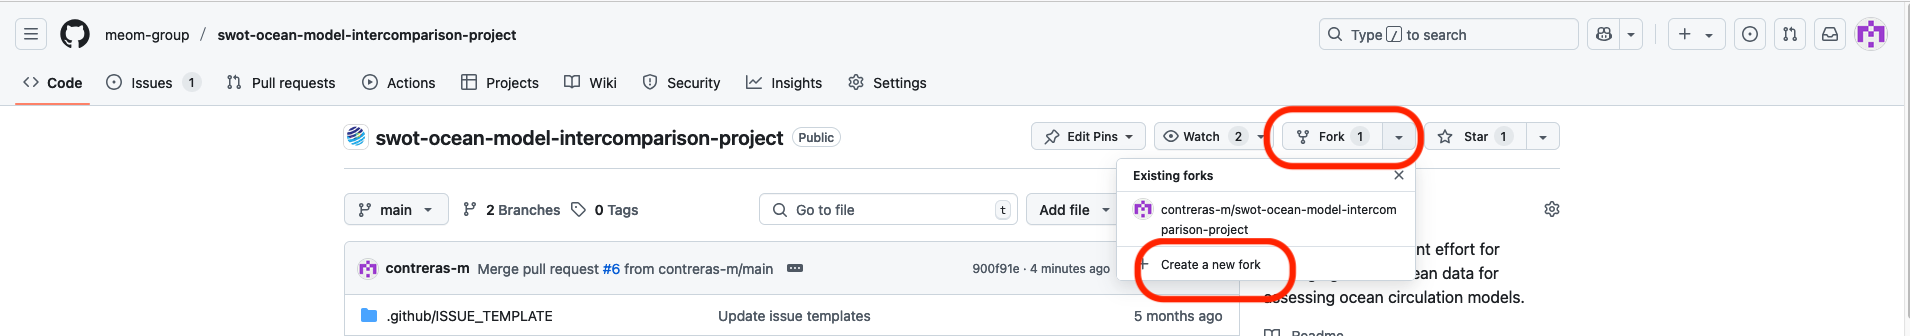 meom-group / swot-ocean-model-intercomparison-project
Type / to search
Code
Issues 1
Pull requests
Actions
Projects
Wiki
Security
Insights
Settings
swot-ocean-model-intercomparison-project Public
Edit Pins
Watch 2
Fork 1
Star 1
Existing forks
contreras-m/swot-ocean-model-intercom
parison-project
Create a new fork
main
2 Branches
0 Tags
Go to file t
Add file
contreras-m Merge pull request #6 from contreras-m/main
900f91e · 4 minutes ago
.github/ISSUE_TEMPLATE
Update issue templates
5 months ago
effort for
data for
assessing ocean circulation models.
Readme